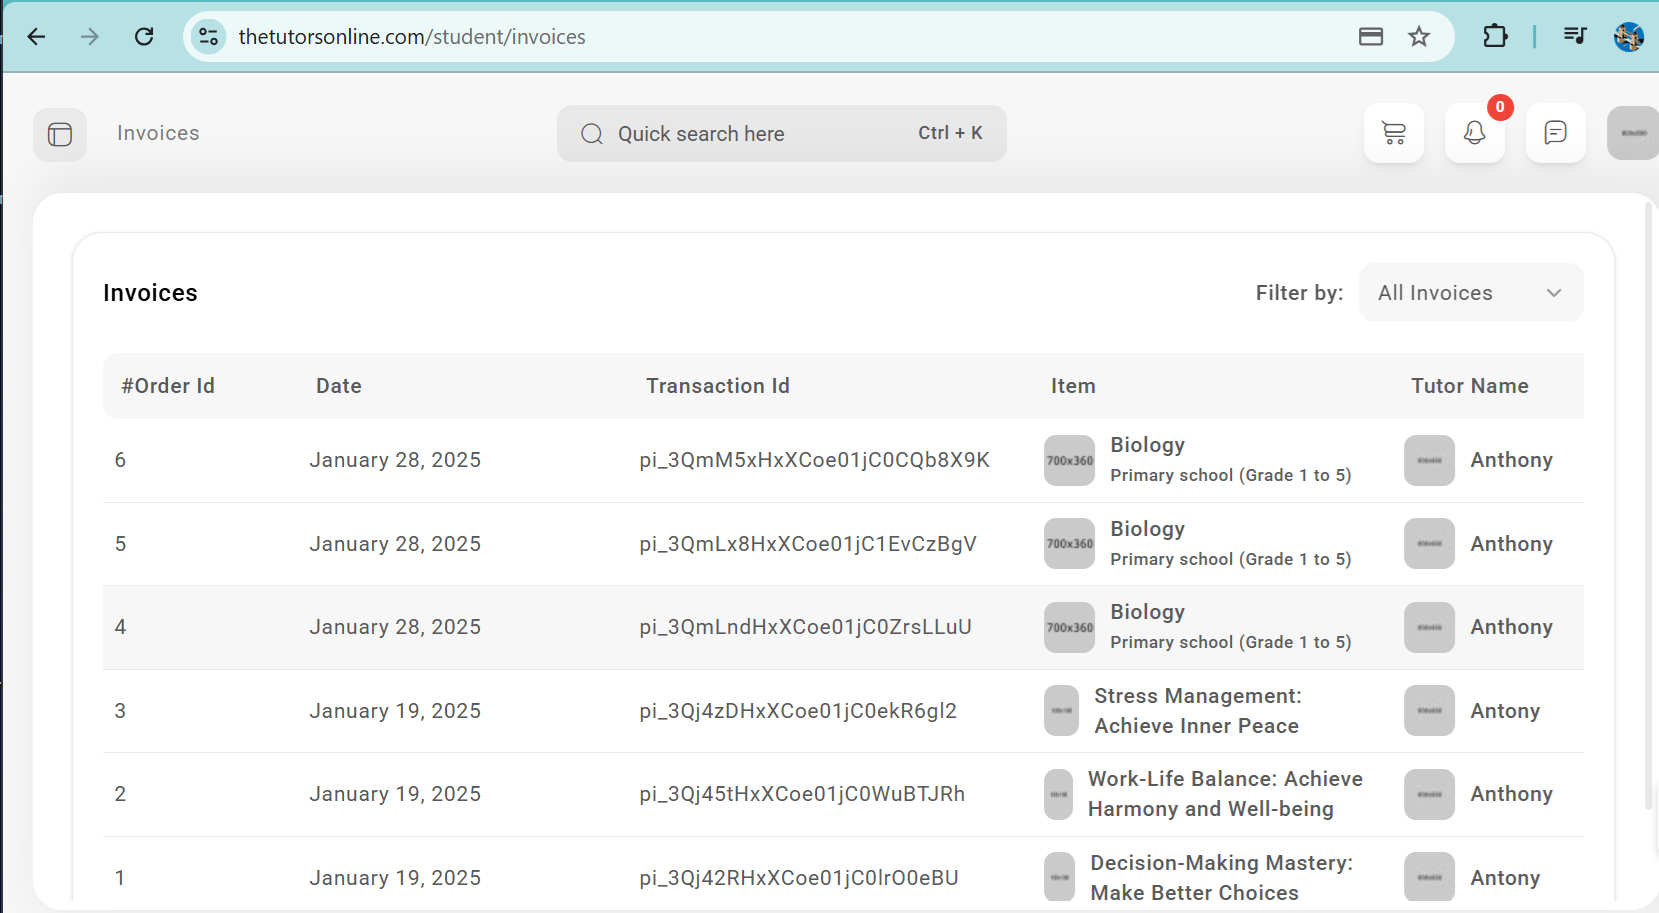 thetutorsonline.com/student/invoices
Invoices
Quick search here
Ctrl + K
0
Invoices
Filter by:
All Invoices
#Order Id Date Transaction Id Item Tutor Name
6 January 28, 2025 pi_3QmM5xHxXCoe01jC0CQb8X9K 700x360 Biology
Primary school (Grade 1 to 5) Anthony
5 January 28, 2025 pi_3QmLx8HxXCoe01jC1EvCzBgV 700x360 Biology
Primary school (Grade 1 to 5) Anthony
4 January 28, 2025 pi_3QmLndHxXCoe01jC0ZrsLLuU 700x360 Biology
Primary school (Grade 1 to 5) Anthony
3 January 19, 2025 pi_3Qj4zDHxXCoe01jC0ekR6gl2 Stress Management:
Achieve Inner Peace Antony
2 January 19, 2025 pi_3Qj45tHxXCoe01jC0WuBTJRh Work-Life Balance: Achieve
Harmony and Well-being Anthony
1 January 19, 2025 pi_3Qj42RHxXCoe01jC0lrO0eBU Decision-Making Mastery:
Make Better Choices Antony